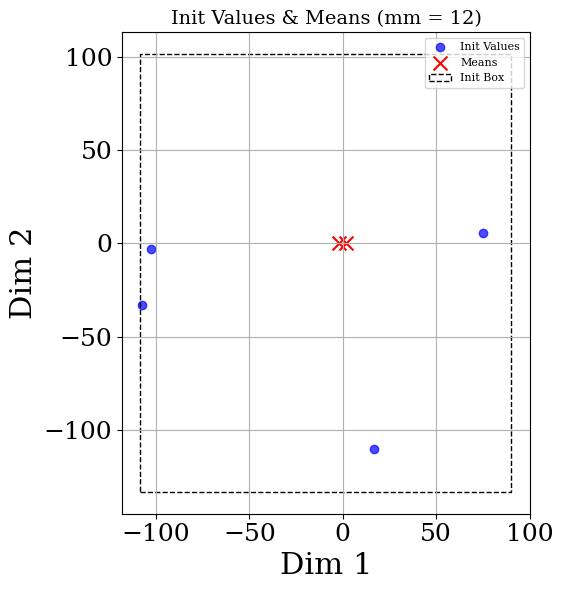 Init Values & Means (mm = 12)
Init Values
Means
Init Box
100
50
0
−50
−100
Dim 2
−100
−50
0
50
100
Dim 1